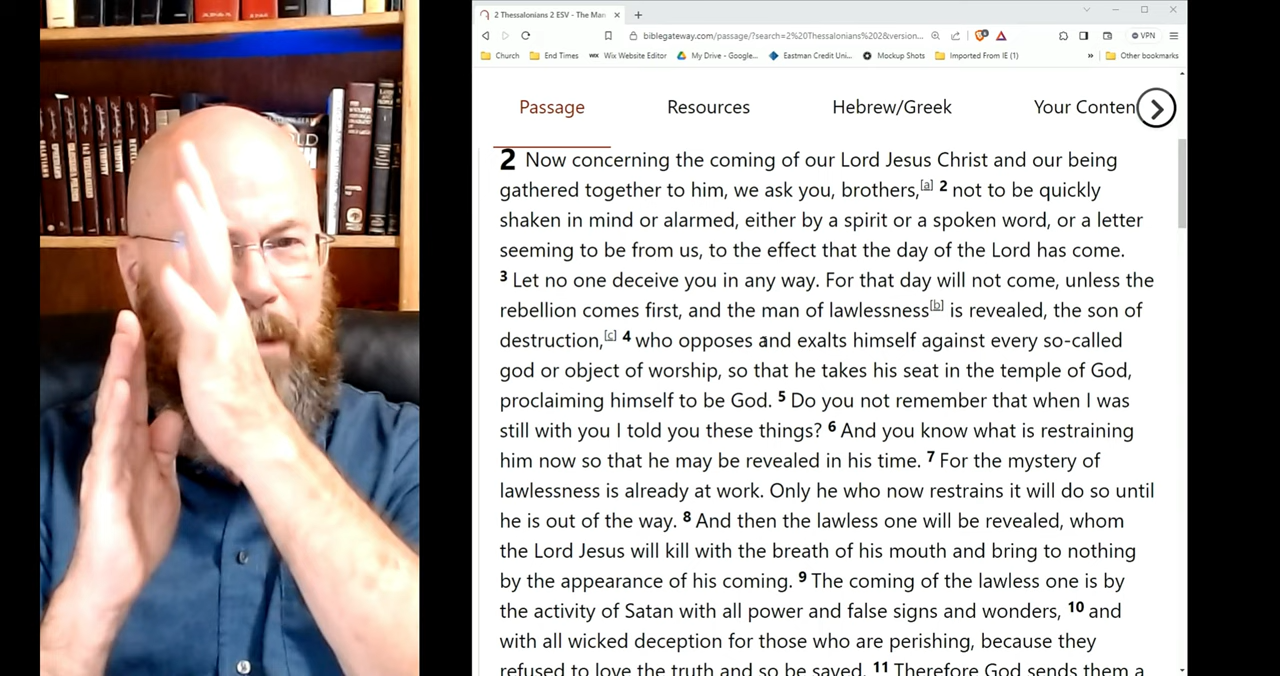 2 Thessalonians 2 ESV - The Man
biblegateway.com/passage/?search=2%20Thessalonians%202&version...
VPN
Church
End Times
Wix Website Editor
My Drive - Google...
Eastman Credit Uni...
Mockup Shots
Imported From IE (1)
Other bookmarks
Passage
Resources
Hebrew/Greek
Your Conten
2 Now concerning the coming of our Lord Jesus Christ and our being
gathered together to him, we ask you, brothers,[a] 2 not to be quickly
shaken in mind or alarmed, either by a spirit or a spoken word, or a letter
seeming to be from us, to the effect that the day of the Lord has come.
3 Let no one deceive you in any way. For that day will not come, unless the
rebellion comes first, and the man of lawlessness[b] is revealed, the son of
destruction,[c] 4 who opposes and exalts himself against every so-called
god or object of worship, so that he takes his seat in the temple of God,
proclaiming himself to be God. 5 Do you not remember that when I was
still with you I told you these things? 6 And you know what is restraining
him now so that he may be revealed in his time. 7 For the mystery of
lawlessness is already at work. Only he who now restrains it will do so until
he is out of the way. 8 And then the lawless one will be revealed, whom
the Lord Jesus will kill with the breath of his mouth and bring to nothing
by the appearance of his coming. 9 The coming of the lawless one is by
the activity of Satan with all power and false signs and wonders, 10 and
with all wicked deception for those who are perishing, because they
refused to love the truth and so be saved. 11 Therefore God sends them a